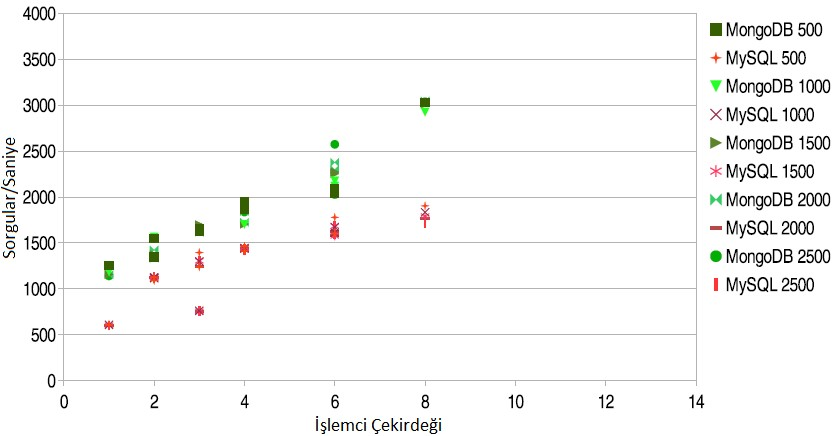 4000
3500
3000
2500
2000
1500
1000
500
0
Sorgular/Saniye
0 2 4 6 8 10 12 14
İşlemci Çekirdeği
MongoDB 500
MySQL 500
MongoDB 1000
MySQL 1000
MongoDB 1500
MySQL 1500
MongoDB 2000
MySQL 2000
MongoDB 2500
MySQL 2500